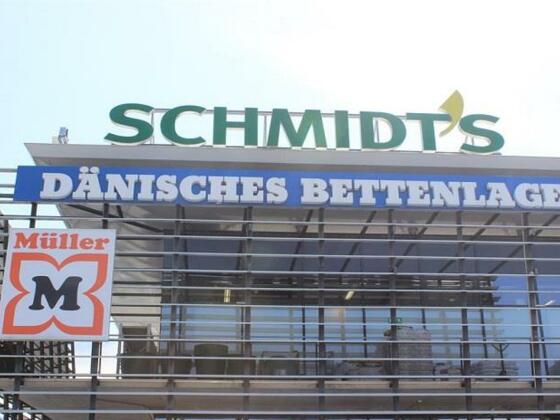 SCHMIDT'S
DÄNISCHES BETTENLAGE
Müller
M